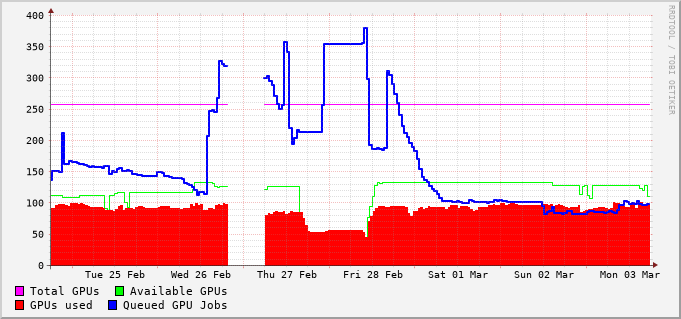 400
350
300
250
200
150
100
50
0
Tue 25 Feb Wed 26 Feb Thu 27 Feb Fri 28 Feb Sat 01 Mar Sun 02 Mar Mon 03 Mar
Total GPUs Available GPUs
GPUs used Queued GPU Jobs
RRDTOOL / TOBI OETIKER